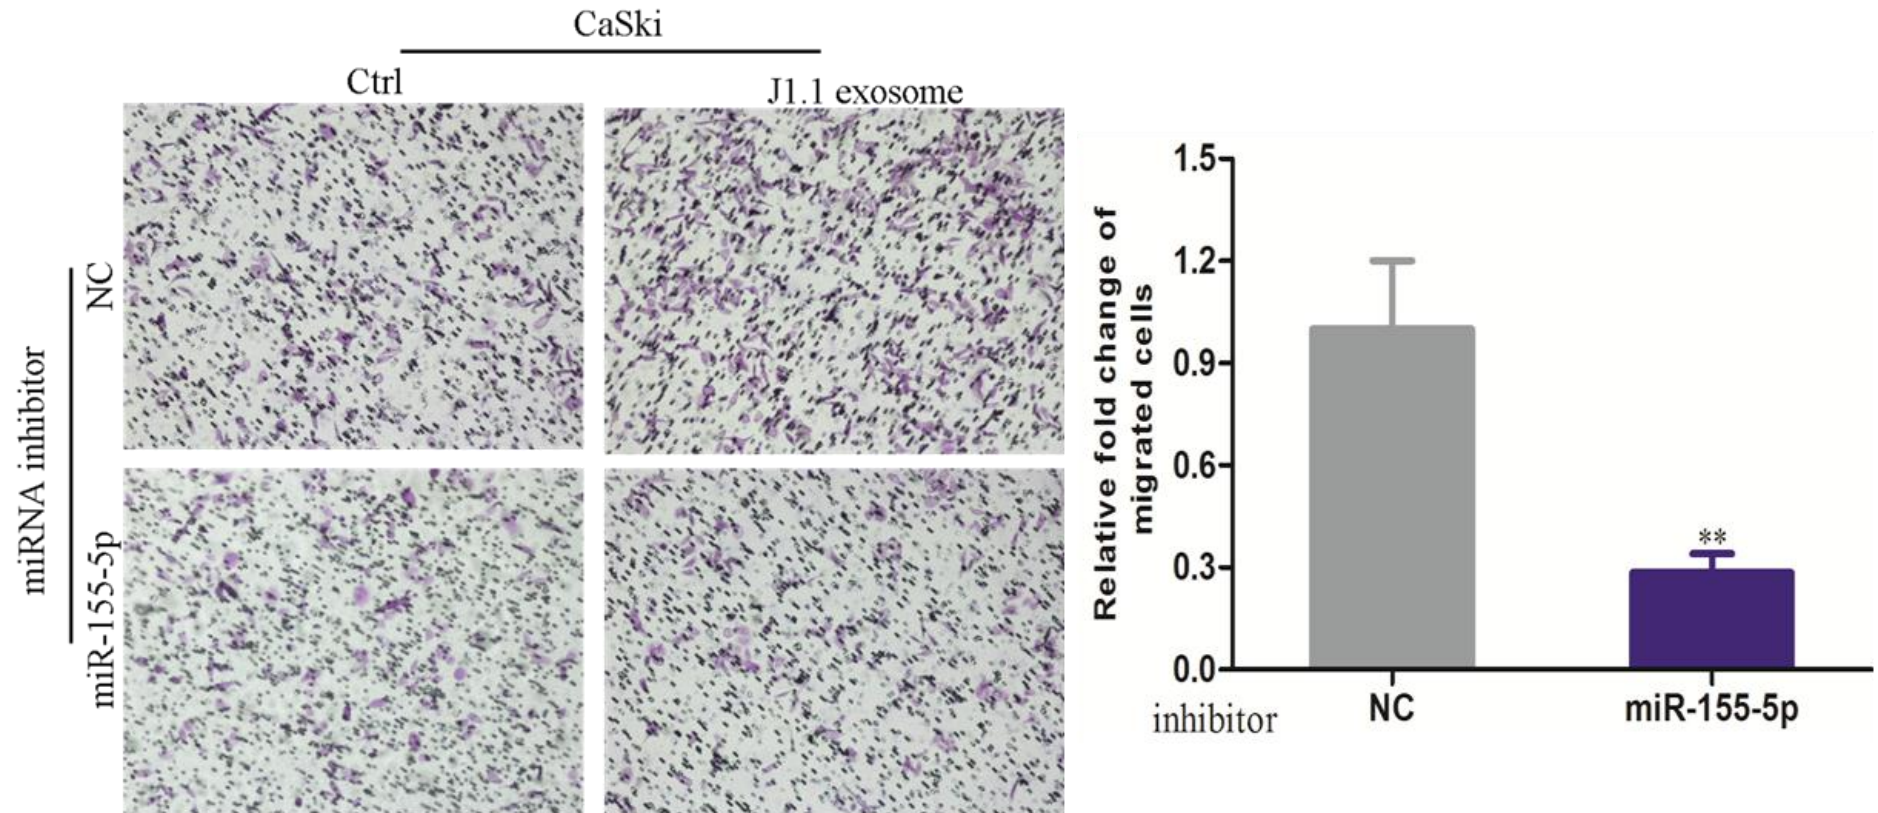 CaSki
Ctrl
J1.1 exosome
miRNA inhibitor
NC
miR-155-5p
Relative fold change of
migrated cells
1.5
1.2
0.9
0.6
0.3
0.0
**
inhibitor
NC
miR-155-5p